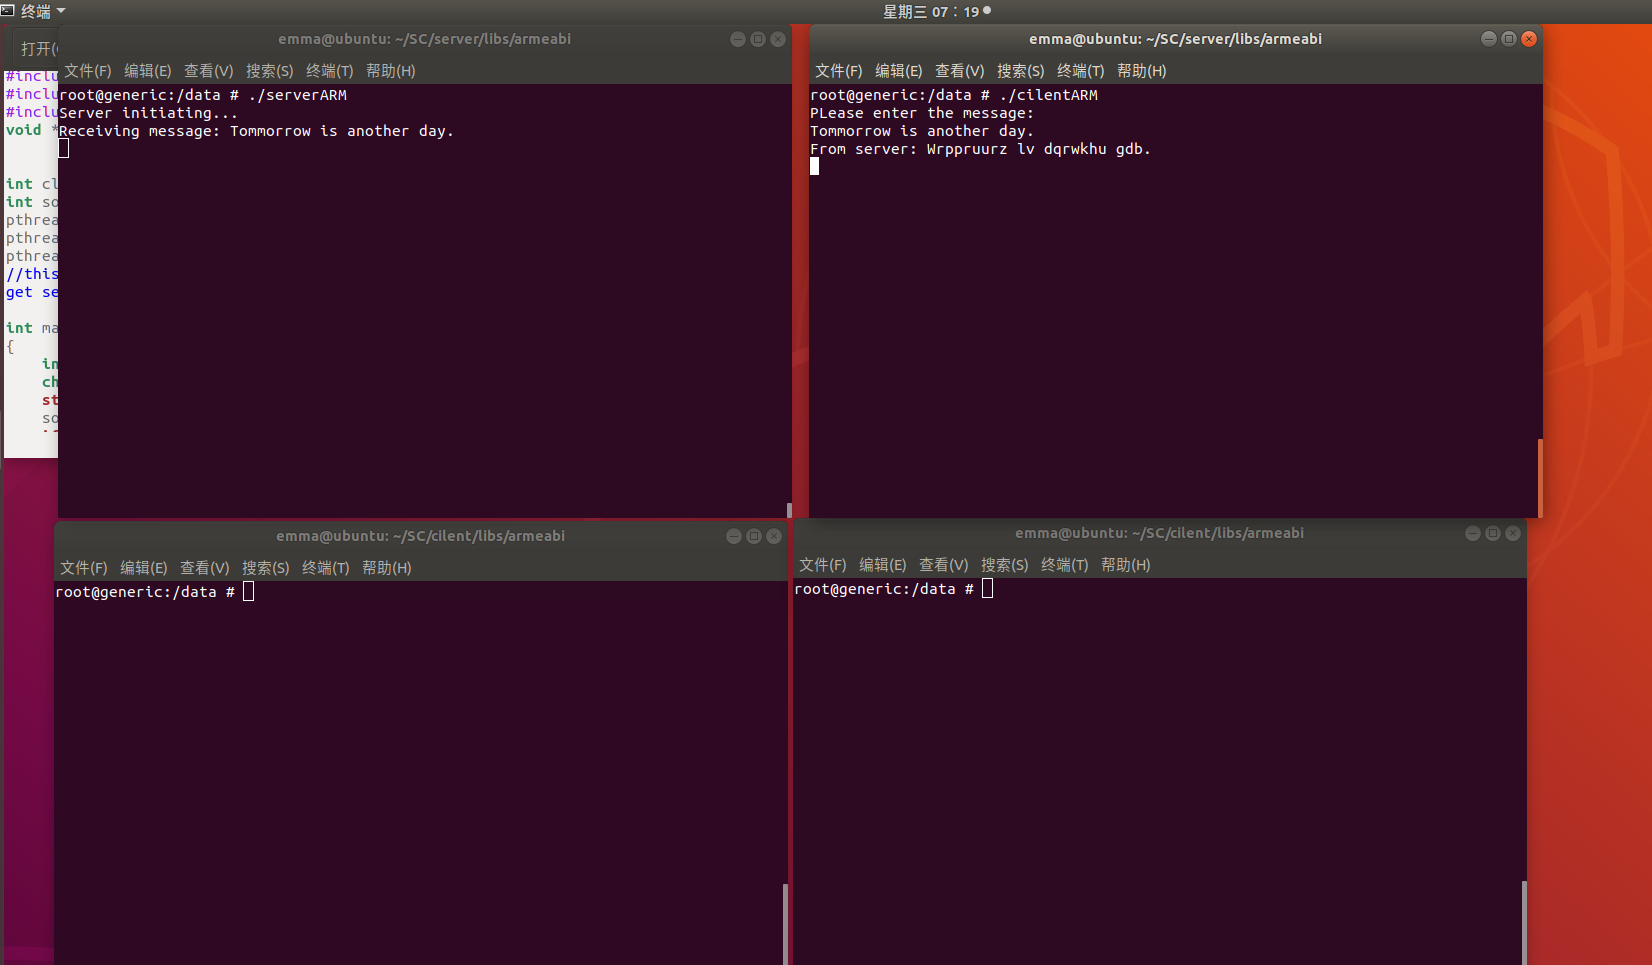 终端
星期三 07：19
打开(
#inclu
#inclu
#inclu
void *
int cl
int so
pthrea
pthrea
pthrea
//this
get se
int ma
{
in
ch
st
so
emma@ubuntu: ~/SC/server/libs/armeabi
文件(F) 编辑(E) 查看(V) 搜索(S) 终端(T) 帮助(H)
root@generic:/data # ./serverARM
Server initiating...
Receiving message: Tommorrow is another day.
emma@ubuntu: ~/SC/server/libs/armeabi
文件(F) 编辑(E) 查看(V) 搜索(S) 终端(T) 帮助(H)
root@generic:/data # ./cilentARM
PLease enter the message:
Tommorrow is another day.
From server: Wrppruurz lv dqrwkhu gdb.
emma@ubuntu: ~/SC/cilent/libs/armeabi
文件(F) 编辑(E) 查看(V) 搜索(S) 终端(T) 帮助(H)
root@generic:/data #
emma@ubuntu: ~/SC/cilent/libs/armeabi
文件(F) 编辑(E) 查看(V) 搜索(S) 终端(T) 帮助(H)
root@generic:/data #